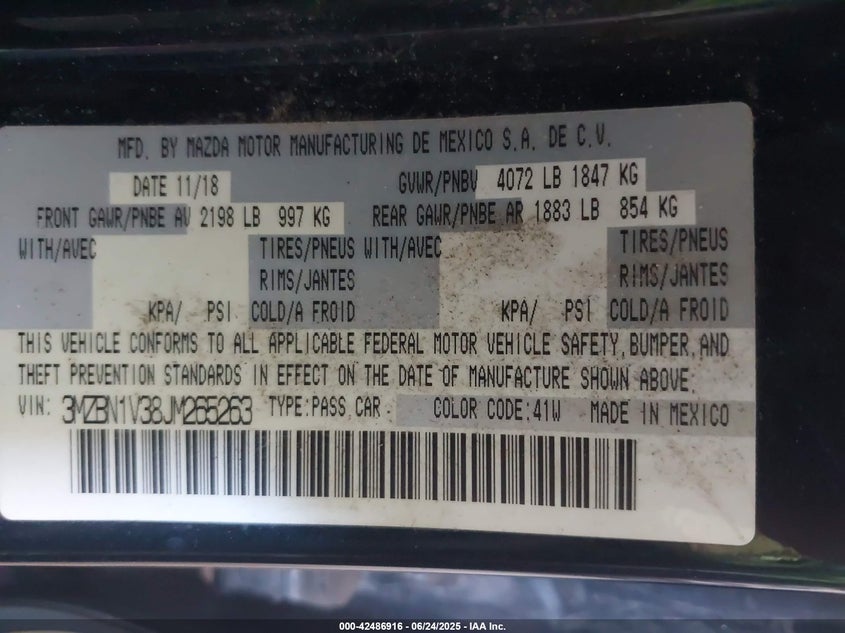 MFD. BY MAZDA MOTOR MANUFACTURING DE MEXICO S.A. DE C.V.
DATE 11/18 GVWR/PNBV 4072 LB 1847 KG
FRONT GAWR/PNBE AV 2198 LB 997 KG REAR GAWR/PNBE AR 1883 LB 854 KG
WITH/AVEC TIRES/PNEUS WITH/AVEC TIRES/PNEUS
RIMS/JANTES RIMS/JANTES
KPA/ PSI COLD/A FROID KPA/ PSI COLD/A FROID
THIS VEHICLE CONFORMS TO ALL APPLICABLE FEDERAL MOTOR VEHICLE SAFETY, BUMPER, AND
THEFT PREVENTION STANDARDS IN EFFECT ON THE DATE OF MANUFACTURE SHOWN ABOVE.
VIN: 3MZBN1V38JM265263 TYPE:PASS CAR COLOR CODE:41W MADE IN MEXICO
000-42486916 - 06/24/2025 - IAA Inc.